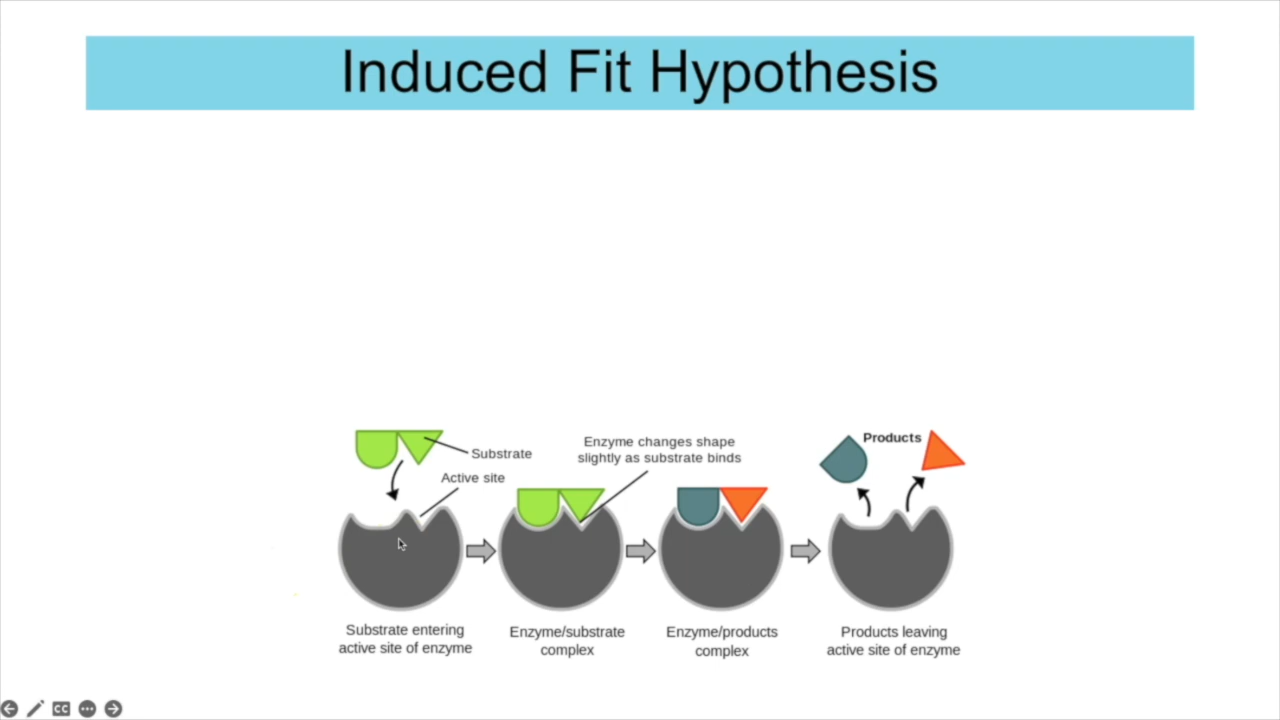 Induced Fit Hypothesis
Substrate
Active site
Enzyme changes shape
slightly as substrate binds
Products
Substrate entering
active site of enzyme
Enzyme/substrate
complex
Enzyme/products
complex
Products leaving
active site of enzyme
CC